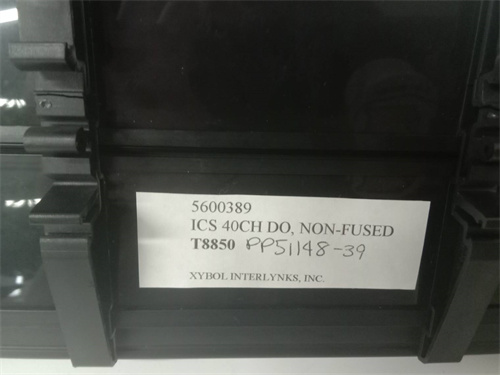 5600389
ICS 40CH DO, NON-FUSED
T8850 PP51148-39
XYBOL INTERLYNKS, INC.